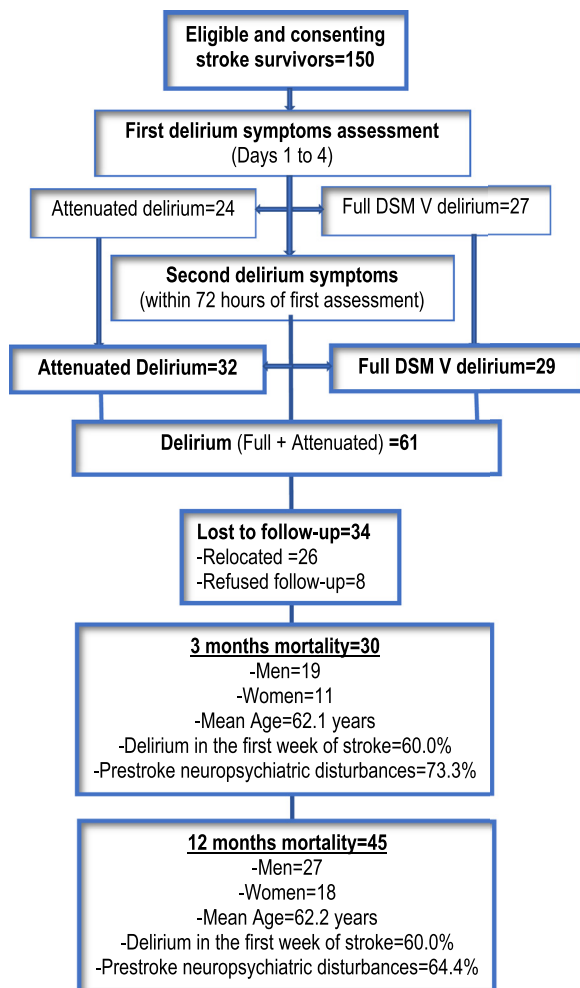 Eligible and consenting
stroke survivors=150
First delirium symptoms assessment
(Days 1 to 4)
Attenuated delirium=24
Full DSM V delirium=27
Second delirium symptoms
(within 72 hours of first assessment)
Attenuated Delirium=32
Full DSM V delirium=29
Delirium (Full + Attenuated) =61
Lost to follow-up=34
-Relocated =26
-Refused follow-up=8
3 months mortality=30
-Men=19
-Women=11
-Mean Age=62.1 years
-Delirium in the first week of stroke=60.0%
-Prestroke neuropsychiatric disturbances=73.3%
12 months mortality=45
-Men=27
-Women=18
-Mean Age=62.2 years
-Delirium in the first week of stroke=60.0%
-Prestroke neuropsychiatric disturbances=64.4%